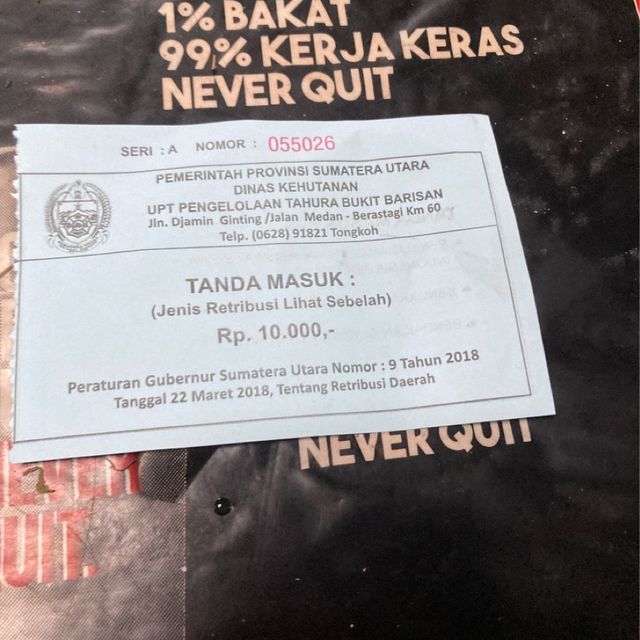 1% BAKAT
99% KERJA KERAS
NEVER QUIT
SERI : A NOMOR : 055026
PEMERINTAH PROVINSI SUMATERA UTARA
DINAS KEHUTANAN
UPT PENGELOLAAN TAHURA BUKIT BARISAN
Jln. Djamin Ginting /Jalan Medan - Berastagi Km 60
Telp. (0628) 91821 Tongkoh
TANDA MASUK :
(Jenis Retribusi Lihat Sebelah)
Rp. 10.000,-
Peraturan Gubernur Sumatera Utara Nomor : 9 Tahun 2018
Tanggal 22 Maret 2018, Tentang Retribusi Daerah
NEVER QUIT